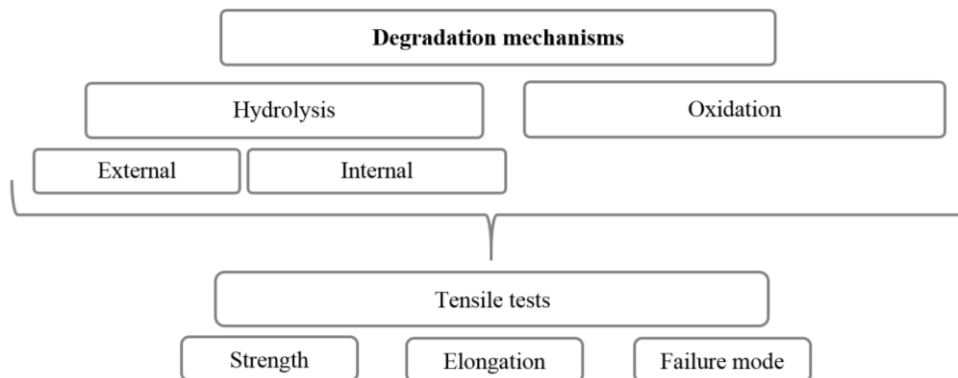 Degradation mechanisms
Hydrolysis
Oxidation
External
Internal
Tensile tests
Strength
Elongation
Failure mode